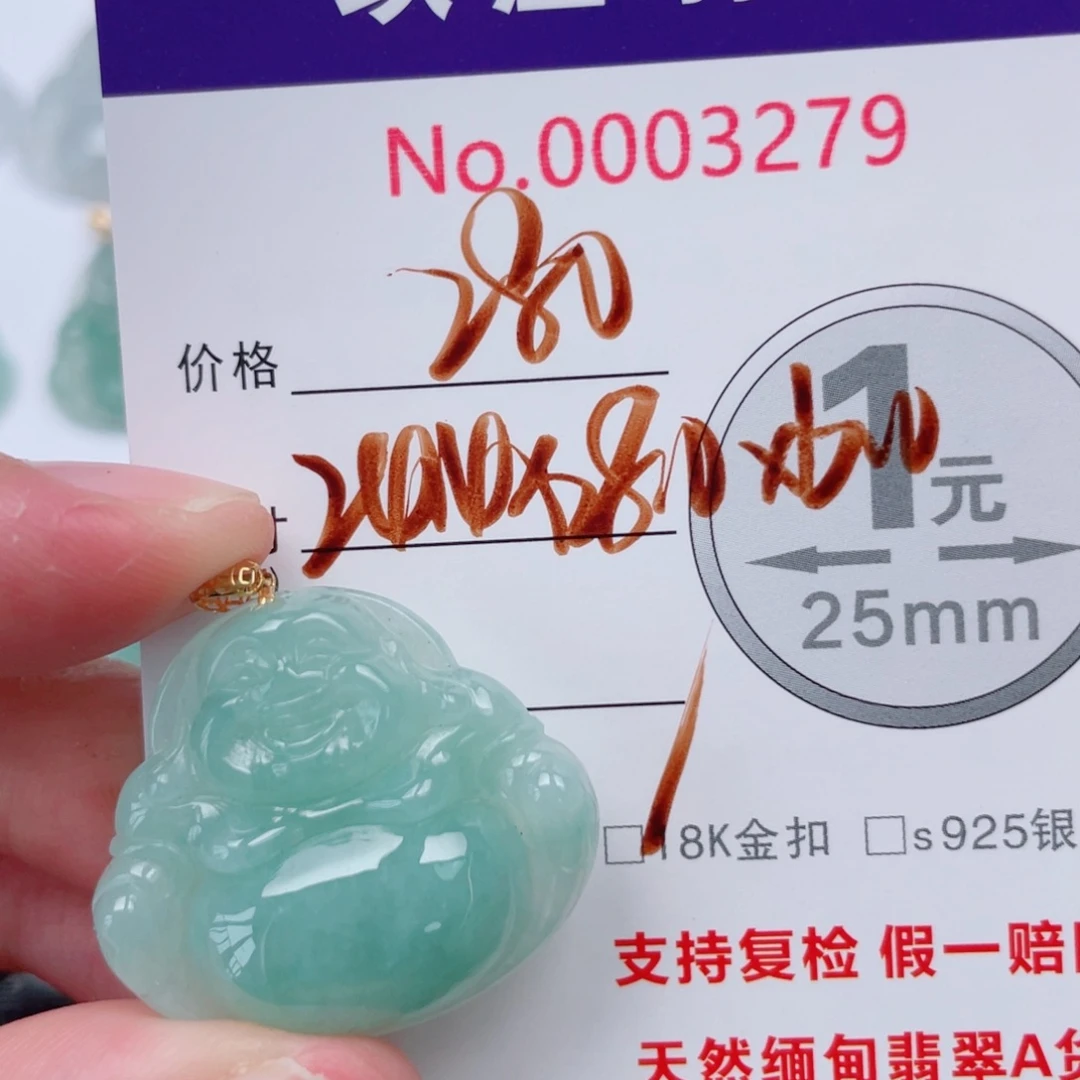 No.0003279
280
价格
1元
25mm
18K金扣 s925银
支持复检 假一赔
天然缅甸翡翠A货